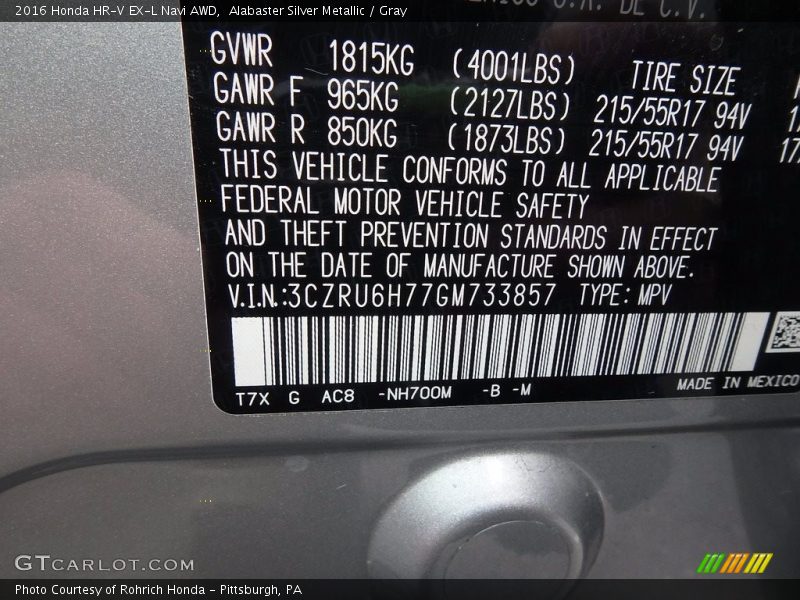 2016 Honda HR-V EX-L Navi AWD, Alabaster Silver Metallic / Gray
S.A. DE C.V.
GVWR 1815KG (4001LBS) TIRE SIZE
GAWR F 965KG (2127LBS) 215/55R17 94V
GAWR R 850KG (1873LBS) 215/55R17 94V 17
THIS VEHICLE CONFORMS TO ALL APPLICABLE
FEDERAL MOTOR VEHICLE SAFETY
AND THEFT PREVENTION STANDARDS IN EFFECT
ON THE DATE OF MANUFACTURE SHOWN ABOVE.
V.I.N.:3CZRU6H77GM733857 TYPE: MPV
T7X G AC8 -NH700M -B -M
MADE IN MEXICO
GTCARLOT.COM
Photo Courtesy of Rohrich Honda - Pittsburgh, PA